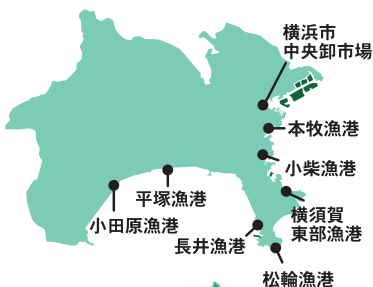 横浜市
中央卸市場
本牧漁港
小柴漁港
横須賀
東部漁港
平塚漁港
小田原漁港
長井漁港
松輪漁港